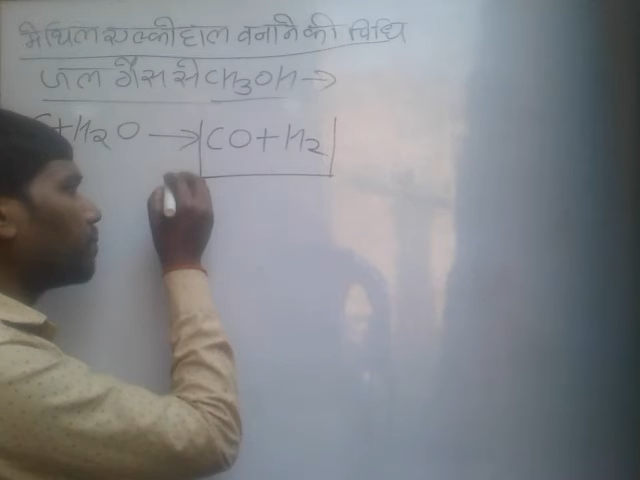 मेथिल एल्कोहाल बनाने की विधि
जल गैस से CH3OH →
C+H2O → CO+H2